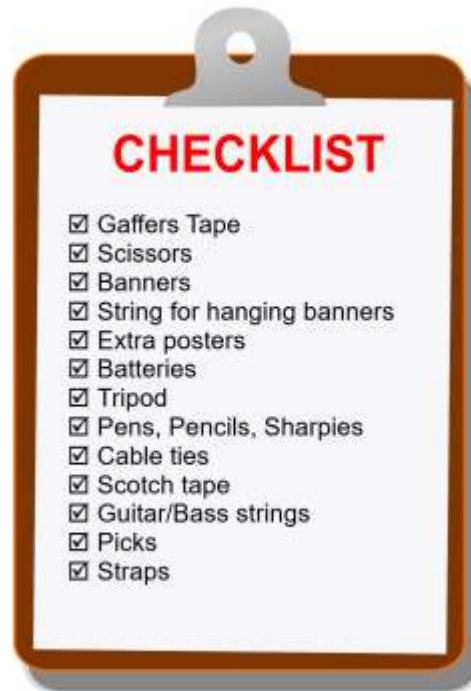 CHECKLIST
☑ Gaffers Tape
☑ Scissors
☑ Banners
☑ String for hanging banners
☑ Extra posters
☑ Batteries
☑ Tripod
☑ Pens, Pencils, Sharpies
☑ Cable ties
☑ Scotch tape
☑ Guitar/Bass strings
☑ Picks
☑ Straps